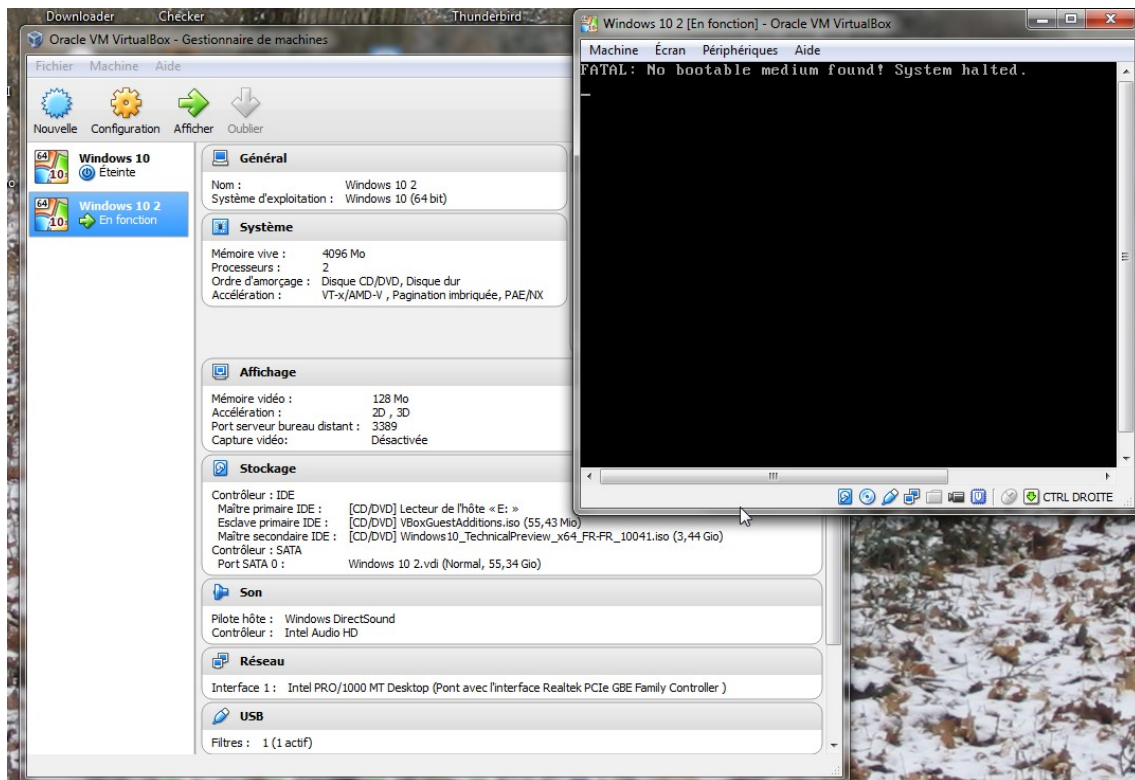 Downloader Checker Thunderbird
Oracle VM VirtualBox - Gestionnaire de machines
Fichier Machine Aide
Nouvelle Configuration Afficher Oublier
64 10 Windows 10
Éteinte
64 10 Windows 10 2
En fonction
Général
Nom : Windows 10 2
Système d'exploitation : Windows 10 (64 bit)
Système
Mémoire vive : 4096 Mo
Processeurs : 2
Ordre d'amorçage : Disque CD/DVD, Disque dur
Accélération : VT-x/AMD-V , Pagination imbriquée, PAE/NX
Affichage
Mémoire vidéo : 128 Mo
Accélération : 2D , 3D
Port serveur bureau distant : 3389
Capture vidéo: Désactivée
Stockage
Contrôleur : IDE
Maître primaire IDE : [CD/DVD] Lecteur de l'hôte « E: »
Esclave primaire IDE : [CD/DVD] VBoxGuestAdditions.iso (55,43 Mio)
Maître secondaire IDE : [CD/DVD] Windows10_TechnicalPreview_x64_FR-FR_10041.iso (3,44 Gio)
Contrôleur : SATA
Port SATA 0 : Windows 10 2.vdi (Normal, 55,34 Gio)
Son
Pilote hôte : Windows DirectSound
Contrôleur : Intel Audio HD
Réseau
Interface 1 : Intel PRO/1000 MT Desktop (Pont avec l'interface Realtek PCIe GBE Family Controller )
USB
Filtres : 1 (1 actif)
Windows 10 2 [En fonction] - Oracle VM VirtualBox
Machine Écran Périphériques Aide
FATAL: No bootable medium found! System halted.
CTRL DROITE